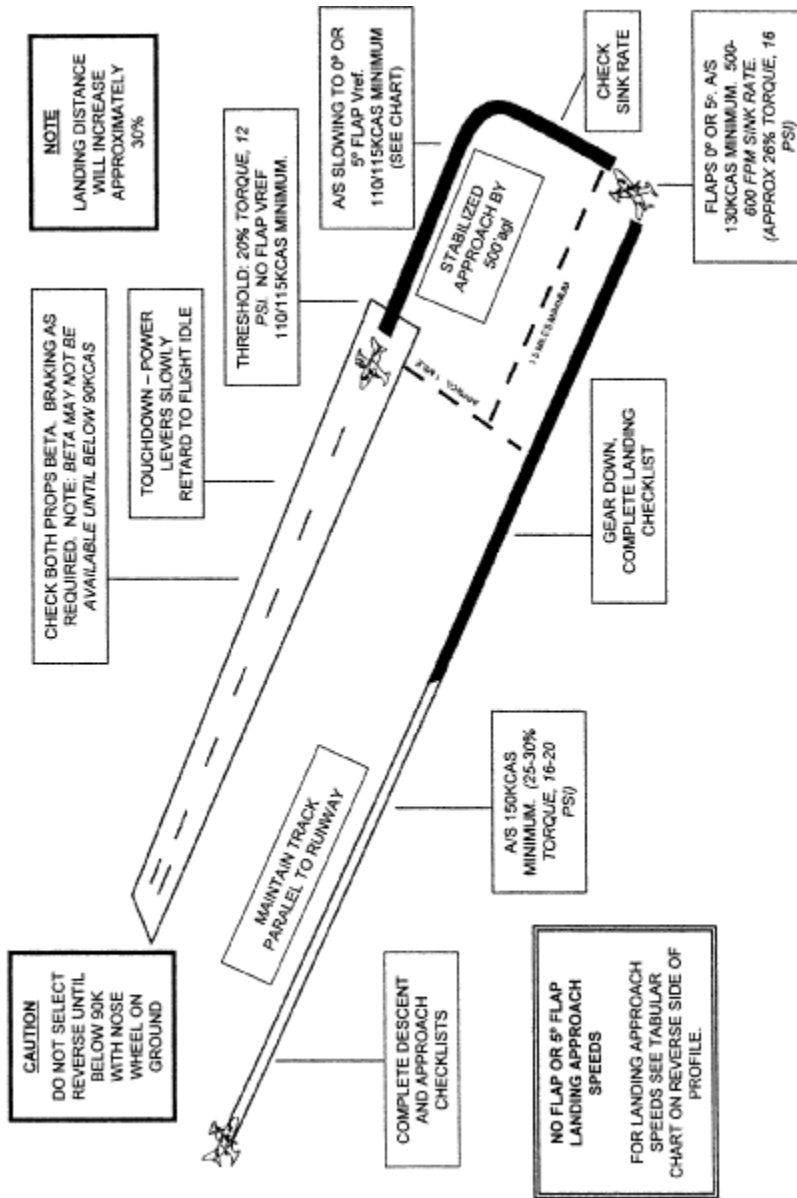 CAUTION
DO NOT SELECT
REVERSE UNTIL
BELOW 90K
WITH NOSE
WHEEL ON
GROUND
CHECK BOTH PROPS BETA. BRAKING AS
REQUIRED. NOTE: BETA MAY NOT BE
AVAILABLE UNTIL BELOW 90KCAS
NOTE
LANDING DISTANCE
WILL INCREASE
APPROXIMATELY
30%
TOUCHDOWN – POWER
LEVERS SLOWLY
RETARD TO FLIGHT IDLE
THRESHOLD: 20% TORQUE, 12
PSI. NO FLAP VREF
110/115KCAS MINIMUM.
A/S SLOWING TO 0º OR
5º FLAP Vref.
110/115KCAS MINIMUM
(SEE CHART)
MAINTAIN TRACK
PARALEL TO RUNWAY
STABILIZED
APPROACH BY
500'agl
CHECK
SINK RATE
APPROX. 1 MILE
1.5 MILES MINIMUM
COMPLETE DESCENT
AND APPROACH
CHECKLISTS
A/S 150KCAS
MINIMUM. (25-30%
TORQUE, 16-20
PSI)
GEAR DOWN,
COMPLETE LANDING
CHECKLIST
FLAPS 0º OR 5º. A/S
130KCAS MINIMUM. 500-
600 FPM SINK RATE.
(APPROX 26% TORQUE, 16
PSI)
NO FLAP OR 5º FLAP
LANDING APPROACH
SPEEDS
FOR LANDING APPROACH
SPEEDS SEE TABULAR
CHART ON REVERSE SIDE OF
PROFILE.